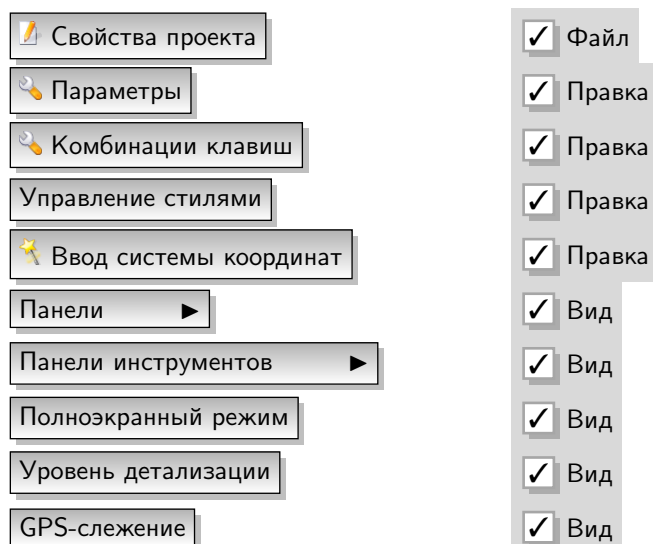 Свойства проекта Файл
Параметры Правка
Комбинации клавиш Правка
Управление стилями Правка
Ввод системы координат Правка
Панели Вид
Панели инструментов Вид
Полноэкранный режим Вид
Уровень детализации Вид
GPS-слежение Вид